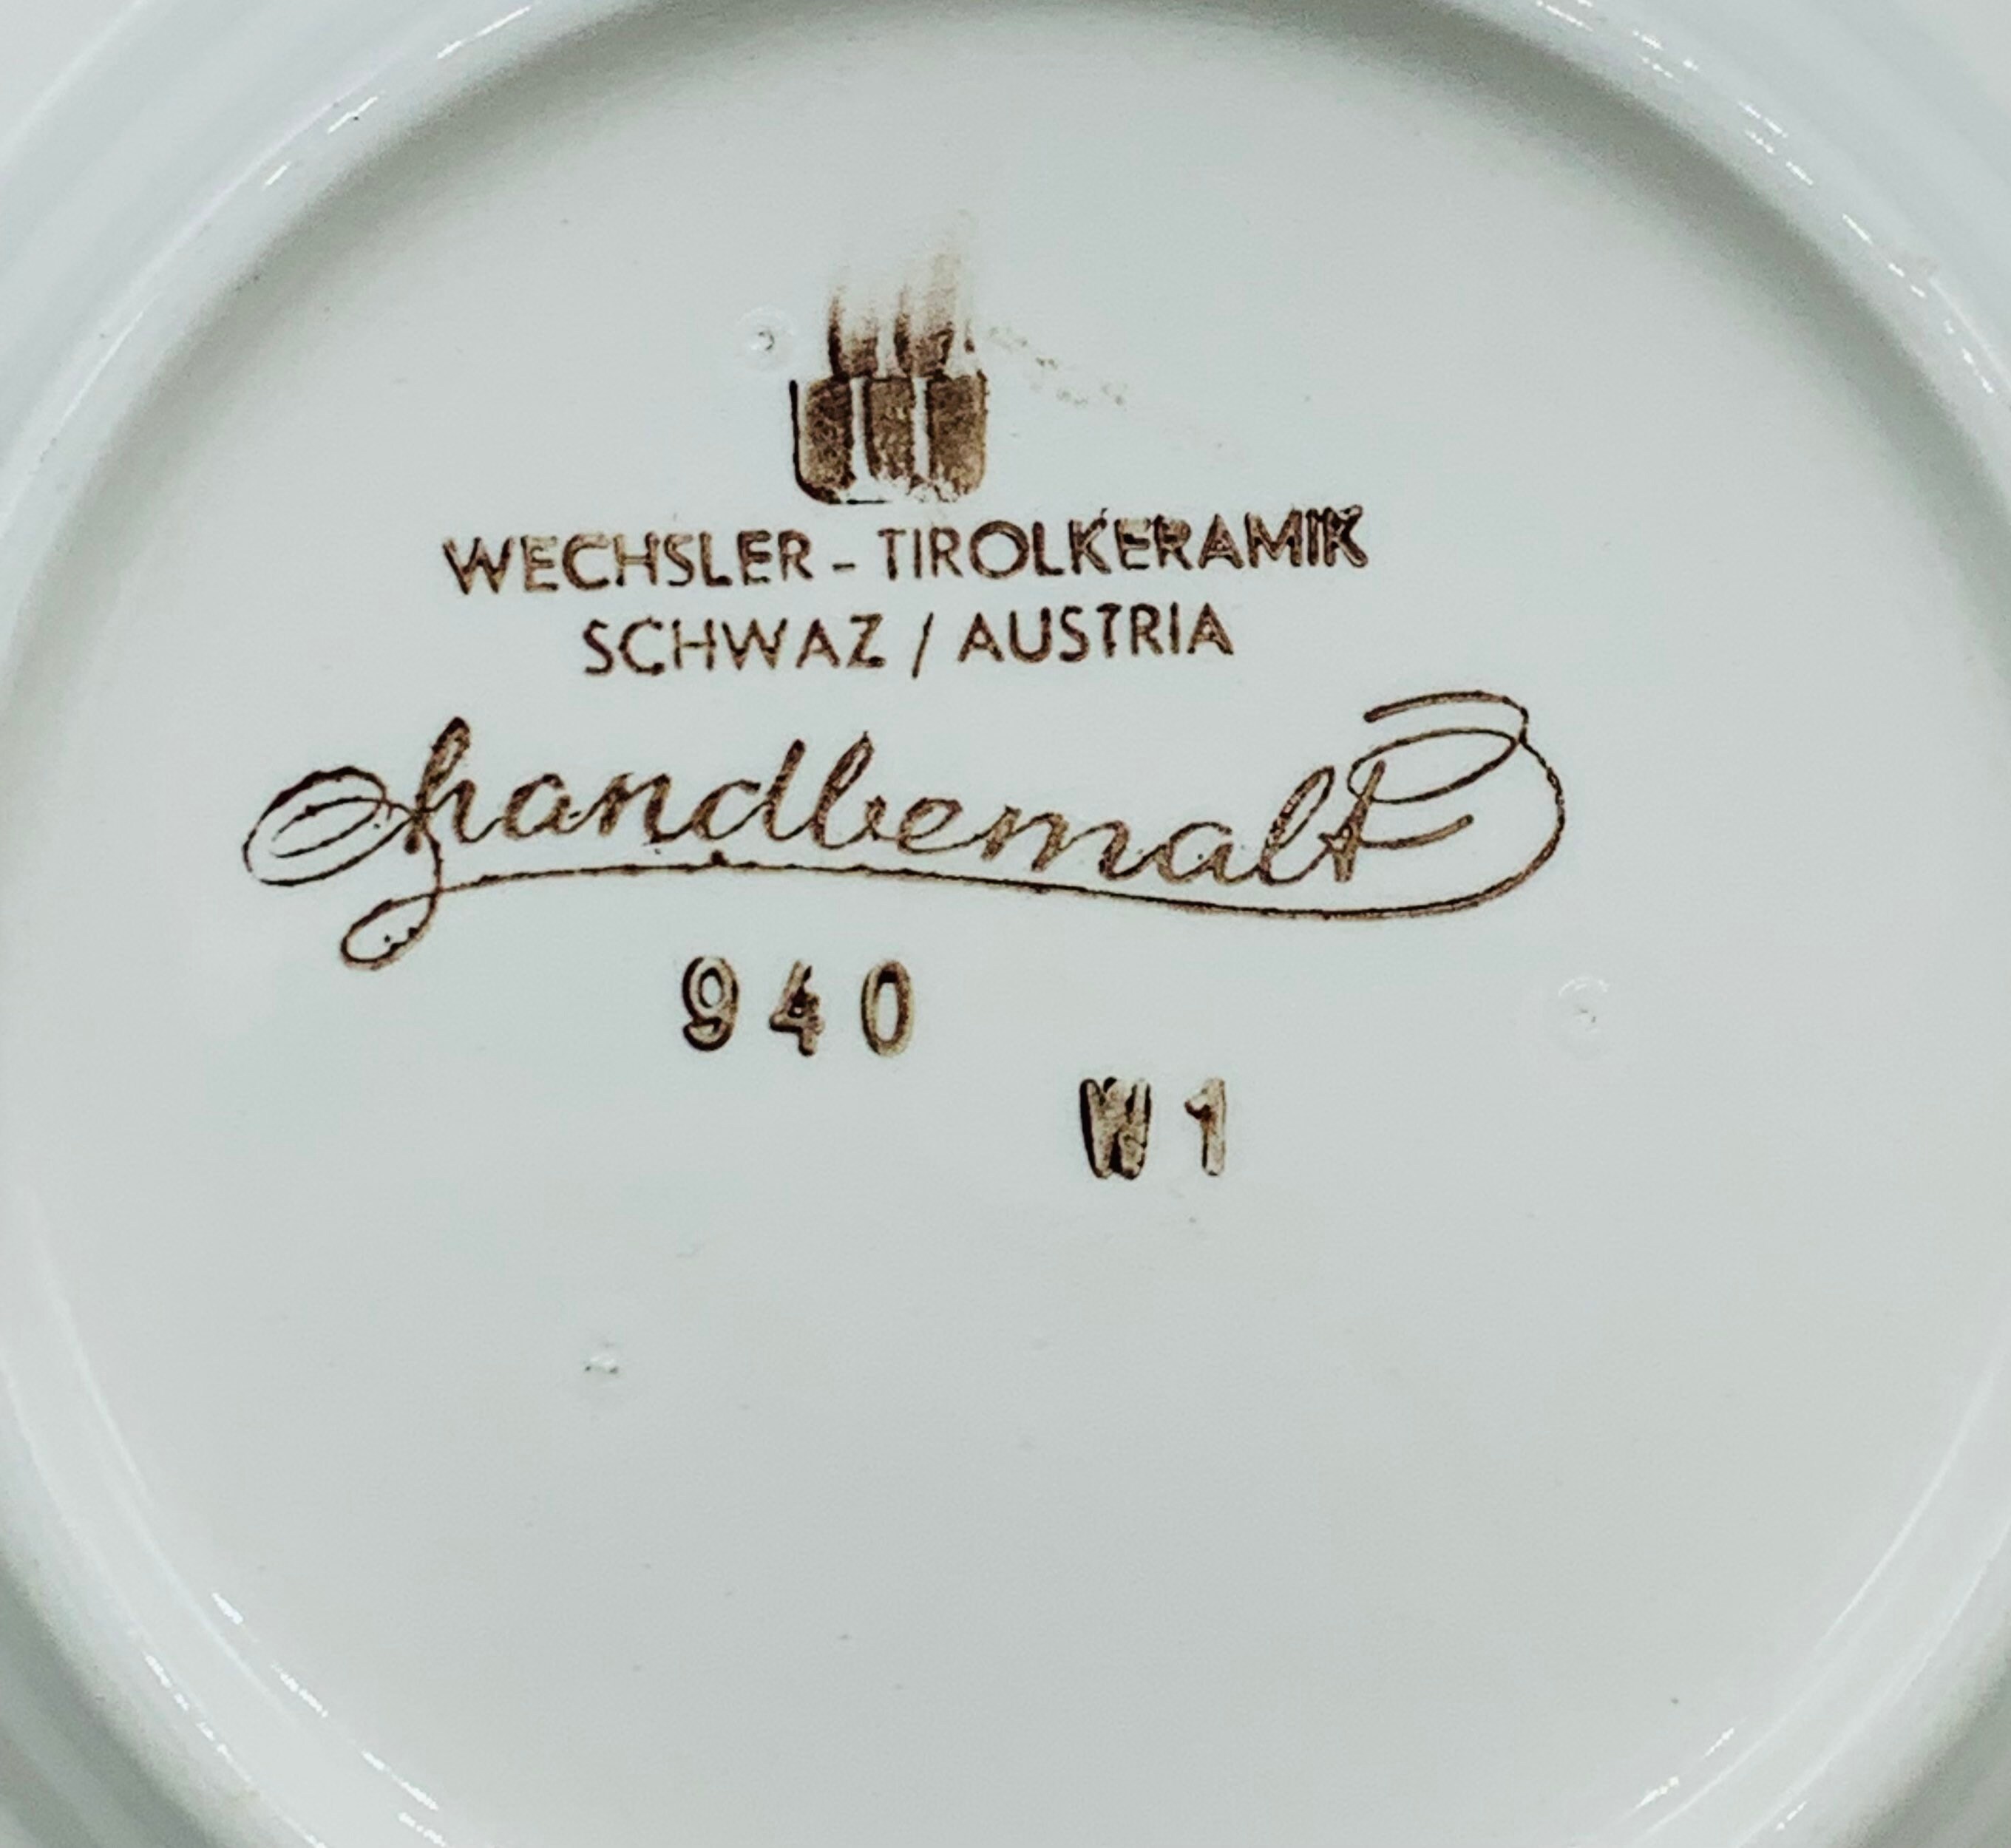 WECHSLER - TIROLKERAMIK
SCHWAZ / AUSTRIA
handbemalt
940
W1